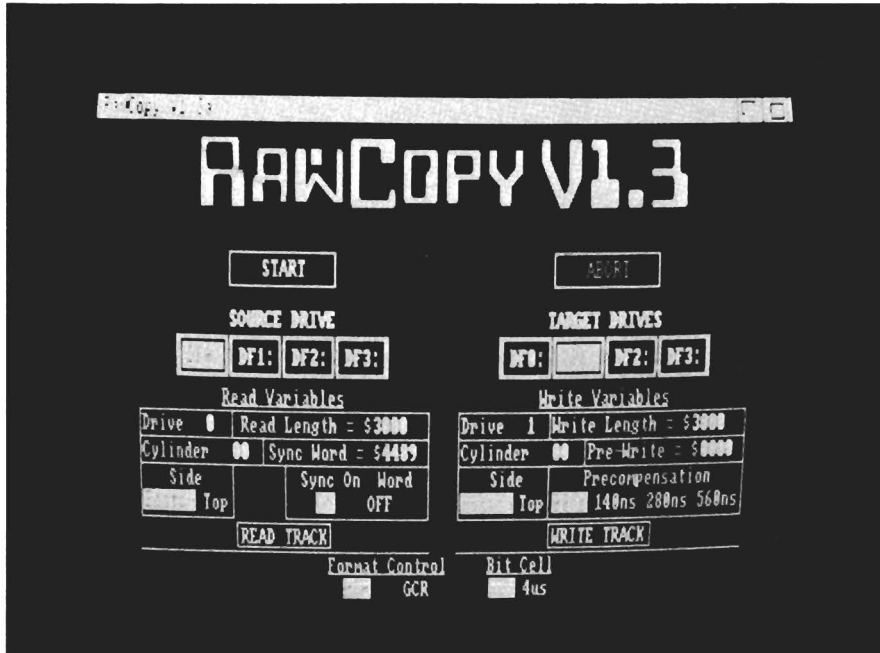 RAWCOPY V1.3
START ABORT
SOURCE DRIVE TARGET DRIVES
DF1: DF2: DF3: DF0: DF2: DF3:
Read Variables Write Variables
Drive 0 Read Length = $3000 Drive 1 Write Length = $3000
Cylinder 00 Sync Word = $4489 Cylinder 00 Pre-Write = $0000
Side Sync On Word Side Precompensation
Top OFF Top 140ns 280ns 560ns
READ TRACK WRITE TRACK
Format Control Bit Cell
GCR 4us